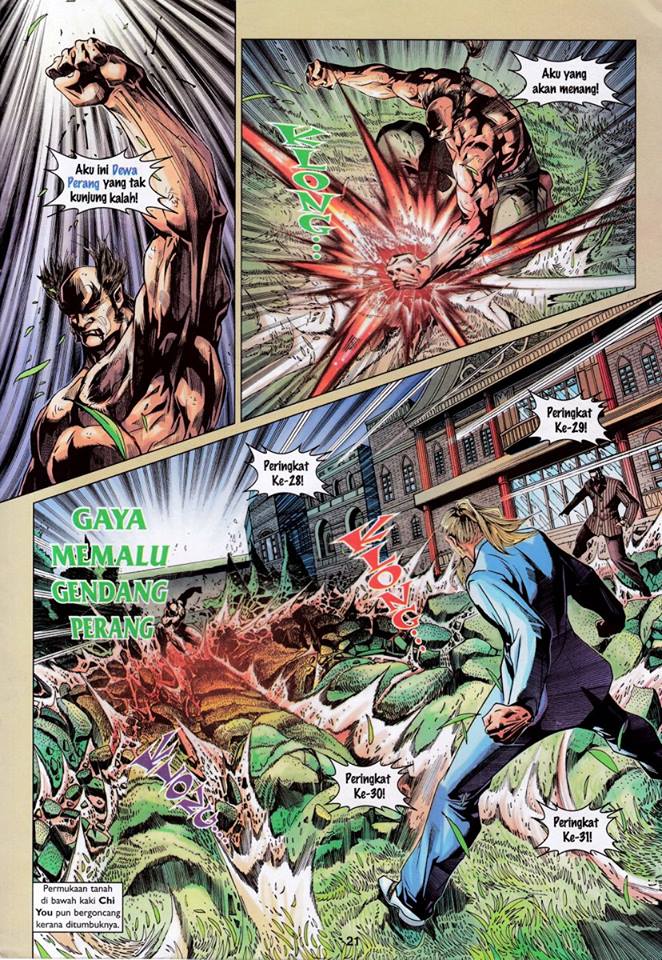 Aku ini Dewa
Perang yang tak
kunjung kalah!
Aku yang
akan menang!
KLONG...
Peringkat
Ke-28!
Peringkat
Ke-29!
GAYA
MEMALU
GENDANG
PERANG
KLONG...
KLONG...
Peringkat
Ke-30!
Peringkat
Ke-31!
Permukaan tanah
di bawah kaki Chi
You pun bergoncang
kerana ditumbuknya.
21